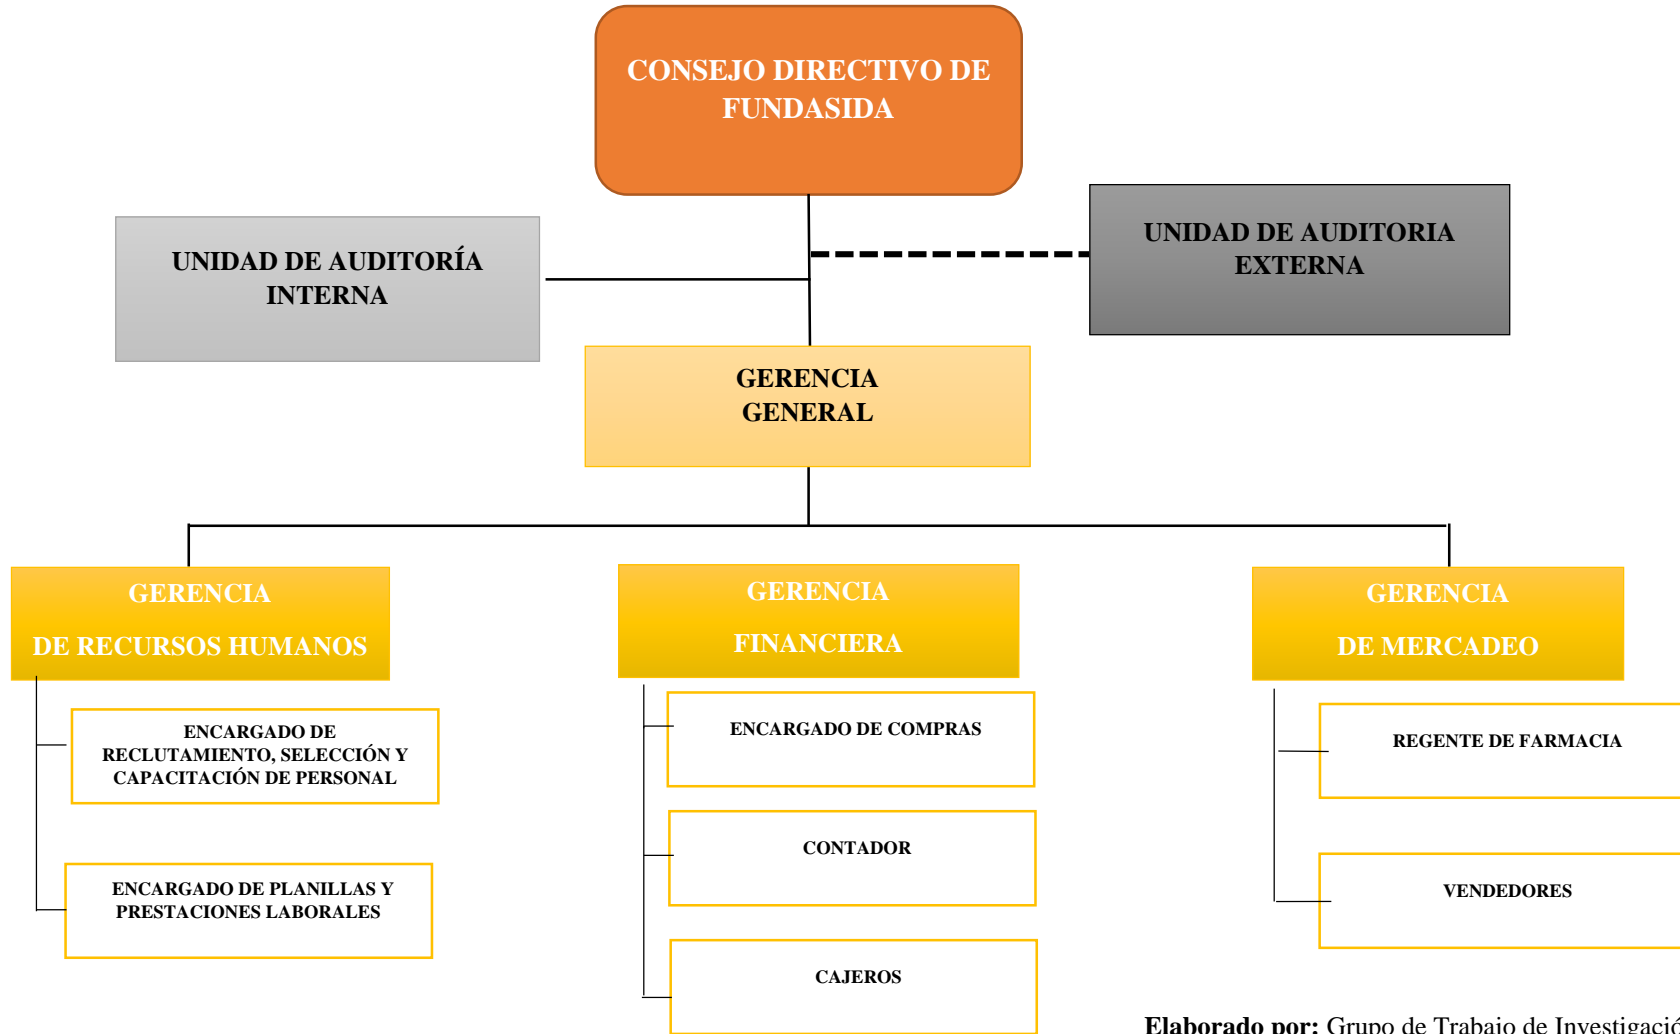 CONSEJO DIRECTIVO DE
FUNDASIDA
UNIDAD DE AUDITORÍA
INTERNA
UNIDAD DE AUDITORIA
EXTERNA
GERENCIA
GENERAL
GERENCIA
DE RECURSOS HUMANOS
ENCARGADO DE
RECLUTAMIENTO, SELECCIÓN Y
CAPACITACIÓN DE PERSONAL
ENCARGADO DE PLANILLAS Y
PRESTACIONES LABORALES
GERENCIA
FINANCIERA
ENCARGADO DE COMPRAS
CONTADOR
CAJEROS
GERENCIA
DE MERCADEO
REGENTE DE FARMACIA
VENDEDORES
Elaborado por: Grupo de Trabajo de Investigació